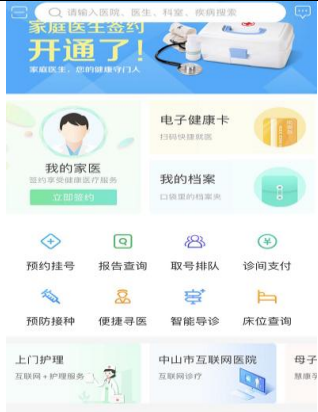 请输入医院、医生、科室、疾病搜索
家庭医生签约
开通了!
家庭医生，您的健康守门人
我的家医
签约享受健康医疗服务
立即签约
电子健康卡
扫码快捷就医
我的档案
口袋里的档案夹
预约挂号
报告查询
取号排队
诊间支付
预防接种
便捷寻医
智能导诊
床位查询
上门护理
互联网+护理服务
中山市互联网医院
互联网诊疗
母子
慧康孕